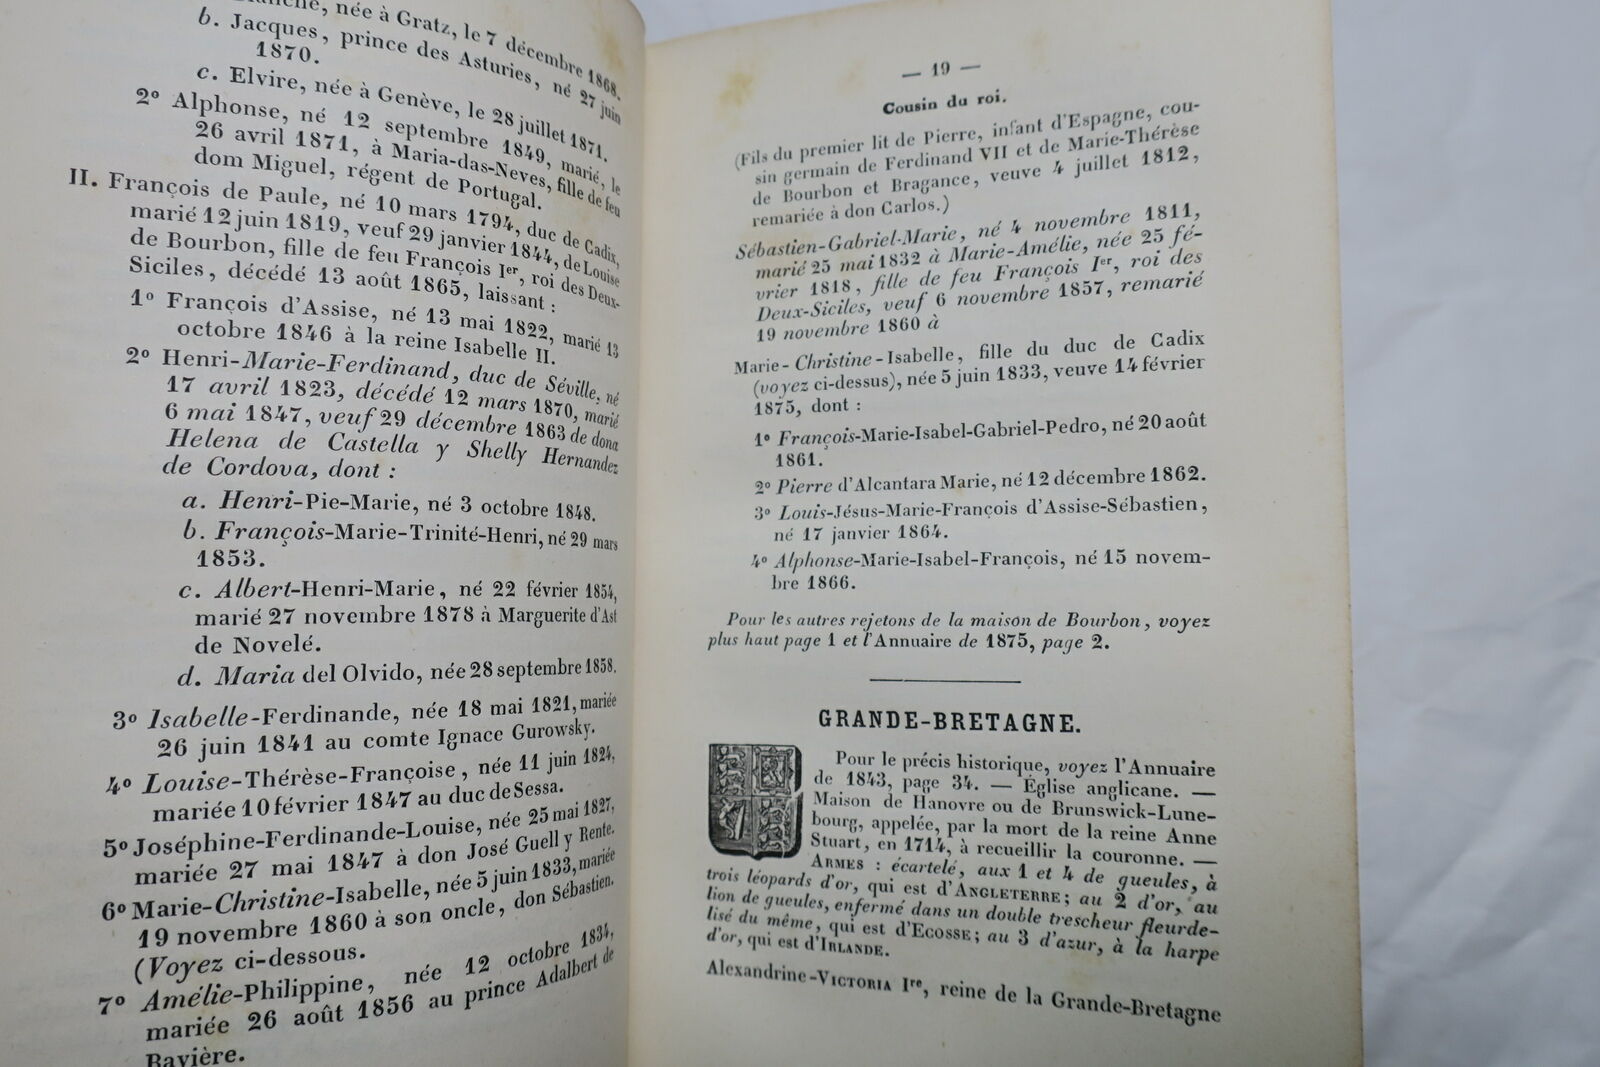 née à Gratz, le 7 décembre 1868.
b. Jacques, prince des Asturies, né 27 juin
1870.
c. Elvire, née à Genève, le 28 juillet 1871.
2º Alphonse, né 12 septembre 1849, marié, le
26 avril 1871, à Maria-das-Neves, fille de feu
dom Miguel, régent de Portugal.
II. François de Paule, né 10 mars 1794, duc de Cadix,
marié 12 juin 1819, veuf 29 janvier 1844, de Louise
de Bourbon, fille de feu François Ier, roi des Deux-
Siciles, décédé 13 août 1865, laissant :
1º François d'Assise, né 13 mai 1822, marié 13
octobre 1846 à la reine Isabelle II.
2º Henri-Marie-Ferdinand, duc de Séville, né
17 avril 1823, décédé 12 mars 1870, marié
6 mai 1847, veuf 29 décembre 1863 de dona
Helena de Castella y Shelly Hernandez
de Cordova, dont :
a. Henri-Pie-Marie, né 3 octobre 1848.
b. François-Marie-Trinité-Henri, né 29 mars
1853.
c. Albert-Henri-Marie, né 22 février 1854,
marié 27 novembre 1878 à Marguerite d'Ast
de Novelé.
d. Maria del Olvido, née 28 septembre 1858.
3º Isabelle-Ferdinande, née 18 mai 1821, mariée
26 juin 1841 au comte Ignace Gurowsky.
4º Louise-Thérèse-Françoise, née 11 juin 1824,
mariée 10 février 1847 au duc de Sessa.
5º Joséphine-Ferdinande-Louise, née 25 mai 1827,
mariée 27 mai 1847 à don José Guell y Rente.
6º Marie-Christine-Isabelle, née 5 juin 1833, mariée
19 novembre 1860 à son oncle, don Sébastien.
(Voyez ci-dessous.
7º Amélie-Philippine, née 12 octobre 1834,
mariée 26 août 1856 au prince Adalbert de
Bavière.
— 19 —
Cousin du roi.
(Fils du premier lit de Pierre, infant d'Espagne, cou-
sin germain de Ferdinand VII et de Marie-Thérèse
de Bourbon et Bragance, veuve 4 juillet 1812,
remariée à don Carlos.)
Sébastien-Gabriel-Marie, né 4 novembre 1811,
marié 25 mai 1832 à Marie-Amélie, née 25 fé-
vrier 1818, fille de feu François Ier, roi des
Deux-Siciles, veuf 6 novembre 1857, remarié
19 novembre 1860 à
Marie-Christine-Isabelle, fille du duc de Cadix
(voyez ci-dessus), née 5 juin 1833, veuve 14 février
1875, dont :
1º François-Marie-Isabel-Gabriel-Pedro, né 20 août
1861.
2º Pierre d'Alcantara Marie, né 12 décembre 1862.
3º Louis-Jésus-Marie-François d'Assise-Sébastien,
né 17 janvier 1864.
4º Alphonse-Marie-Isabel-François, né 15 novem-
bre 1866.
Pour les autres rejetons de la maison de Bourbon, voyez
plus haut page 1 et l'Annuaire de 1875, page 2.
GRANDE-BRETAGNE.
Pour le précis historique, voyez l'Annuaire
de 1843, page 34. — Église anglicane. —
Maison de Hanovre ou de Brunswick-Lune-
bourg, appelée, par la mort de la reine Anne
Stuart, en 1714, à recueillir la couronne. —
ARMES : écartelé, aux 1 et 4 de gueules, à
trois léopards d'or, qui est d'ANGLETERRE; au 2 d'or, au
lion de gueules, enfermé dans un double trescheur fleurde-
lisé du même, qui est d'ECOSSE; au 3 d'azur, à la harpe
d'or, qui est d'IRLANDE.
Alexandrine-VICTORIA Ire, reine de la Grande-Bretagne